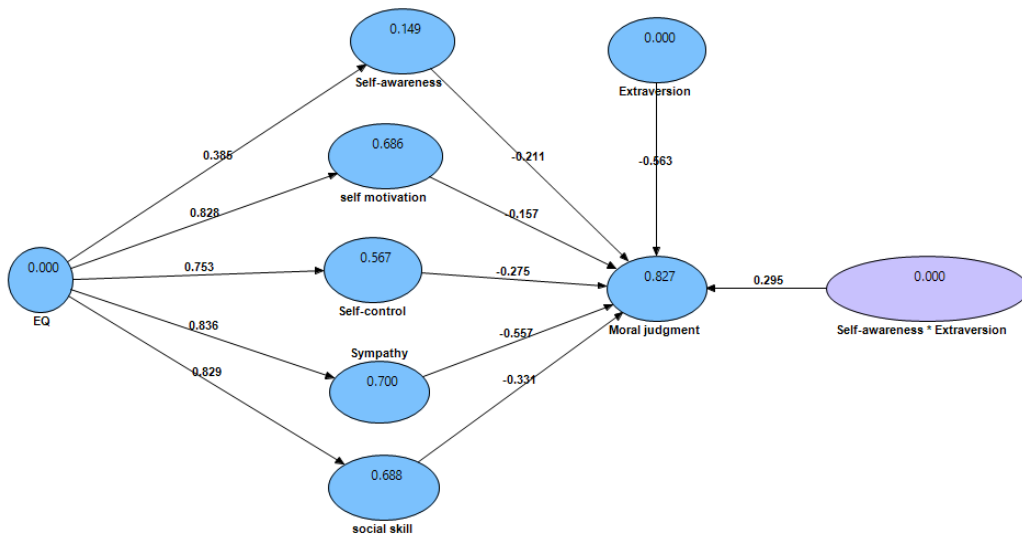 0.149
Self-awareness
0.000
Extraversion
0.385
-0.211
-0.563
0.686
self motivation
0.828
-0.157
0.000
EQ
0.753
0.567
Self-control
-0.275
0.827
Moral judgment
0.295
0.000
Self-awareness * Extraversion
0.836
Sympathy
0.700
-0.557
0.829
-0.331
0.688
social skill